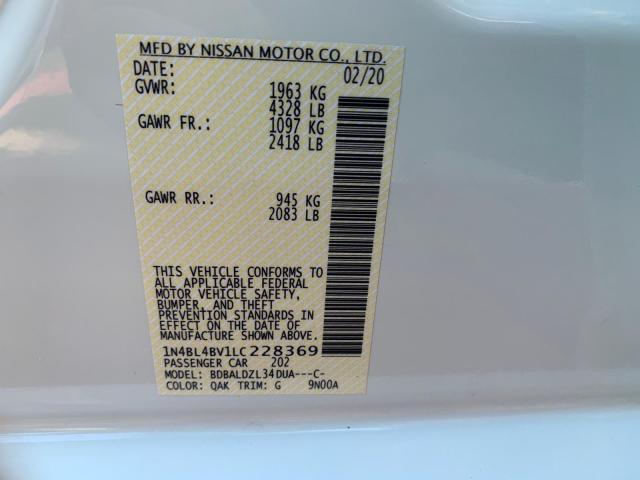 MFD BY NISSAN MOTOR CO., LTD.
DATE: 02/20
GVWR: 1963 KG
4328 LB
GAWR FR.: 1097 KG
2418 LB
GAWR RR.: 945 KG
2083 LB
THIS VEHICLE CONFORMS TO
ALL APPLICABLE FEDERAL
MOTOR VEHICLE SAFETY,
BUMPER, AND THEFT
PREVENTION STANDARDS IN
EFFECT ON THE DATE OF
MANUFACTURE SHOWN ABOVE.
1N4BL4BV1LC228369
PASSENGER CAR 202
MODEL: BDBALDZL34DUA---C-
COLOR: QAK TRIM: G 9N00A